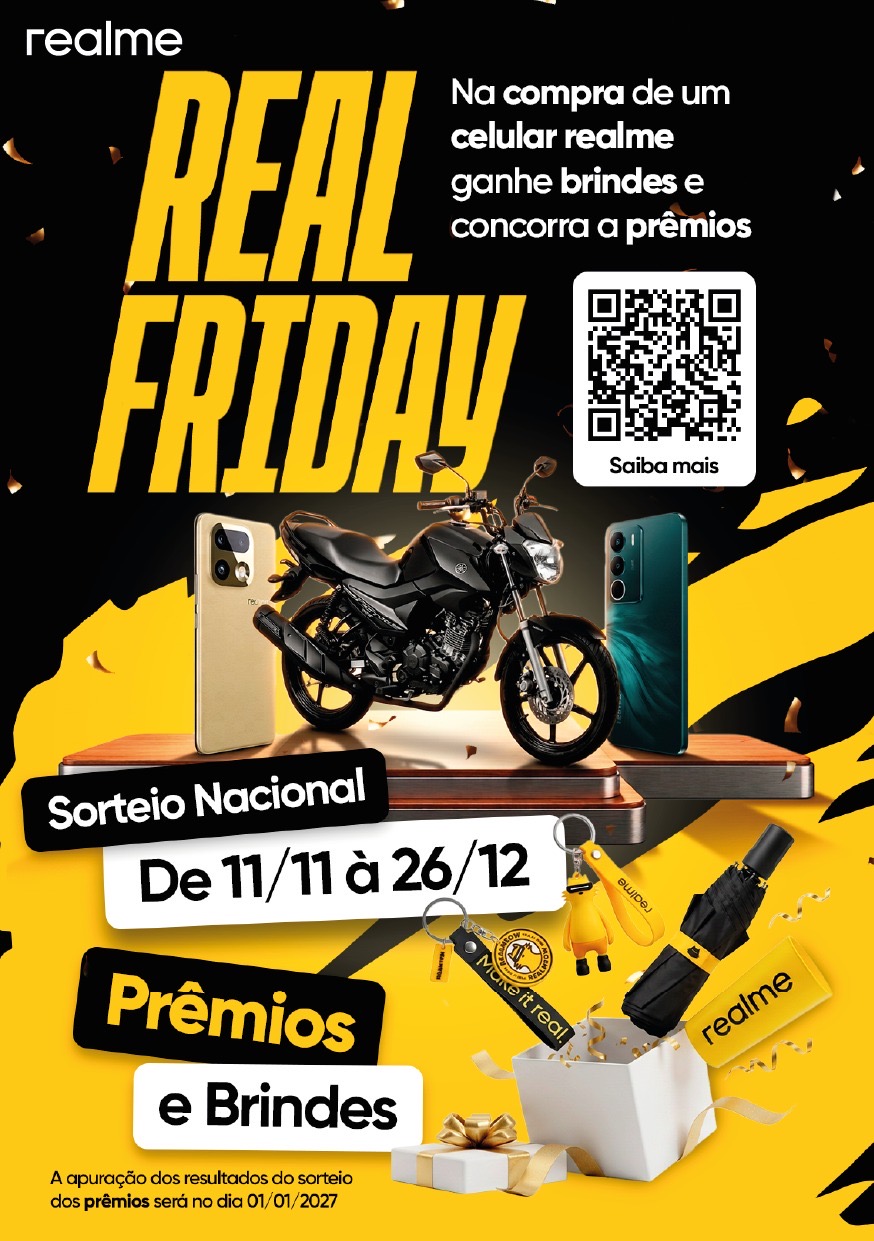 realme
REAL
FRIDAY
Na compra de um
celular realme
ganhe brindes e
concorra a prêmios
Saiba mais
realme
Sorteio Nacional
De 11/11 à 26/12
realme
Make it real.
realme
Prêmios
e Brindes
A apuração dos resultados do sorteio
dos prêmios será no dia 01/01/2027